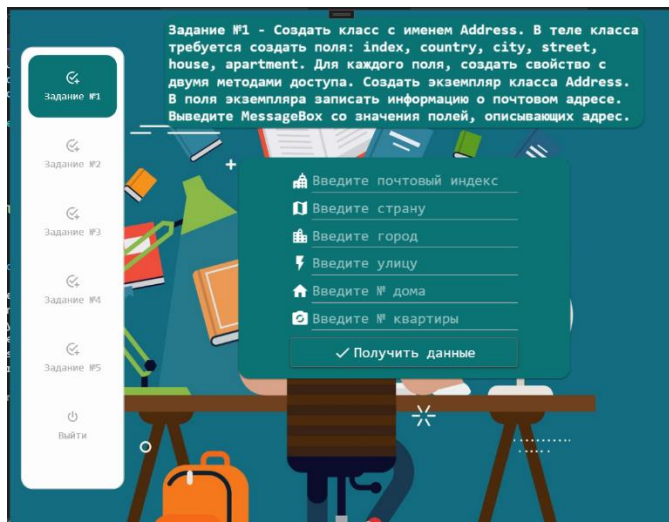 Задание №1 - Создать класс с именем Address. В теле класса
требуется создать поля: index, country, city, street,
house, apartment. Для каждого поля, создать свойство с
двумя методами доступа. Создать экземпляр класса Address.
В поля экземпляра записать информацию о почтовом адресе.
Выведите MessageBox со значения полей, описывающих адрес.
Задание №1
Задание №2
Задание №3
Задание №4
Задание №5
Выйти
Введите почтовый индекс
Введите страну
Введите город
Введите улицу
Введите № дома
Введите № квартиры
Получить данные